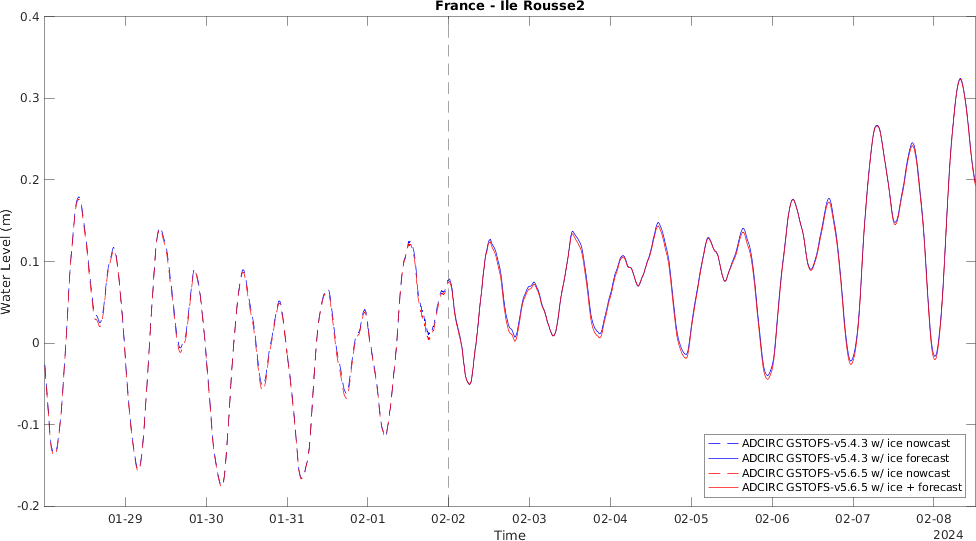 France - Ile Rousse2
Water Level (m)
0.4
0.3
0.2
0.1
0
-0.1
-0.2
01-29 01-30 01-31 02-01 02-02 02-03 02-04 02-05 02-06 02-07 02-08
Time
2024
ADCIRC GSTOFS-v5.4.3 w/ ice nowcast
ADCIRC GSTOFS-v5.4.3 w/ ice forecast
ADCIRC GSTOFS-v5.6.5 w/ ice nowcast
ADCIRC GSTOFS-v5.6.5 w/ ice + forecast